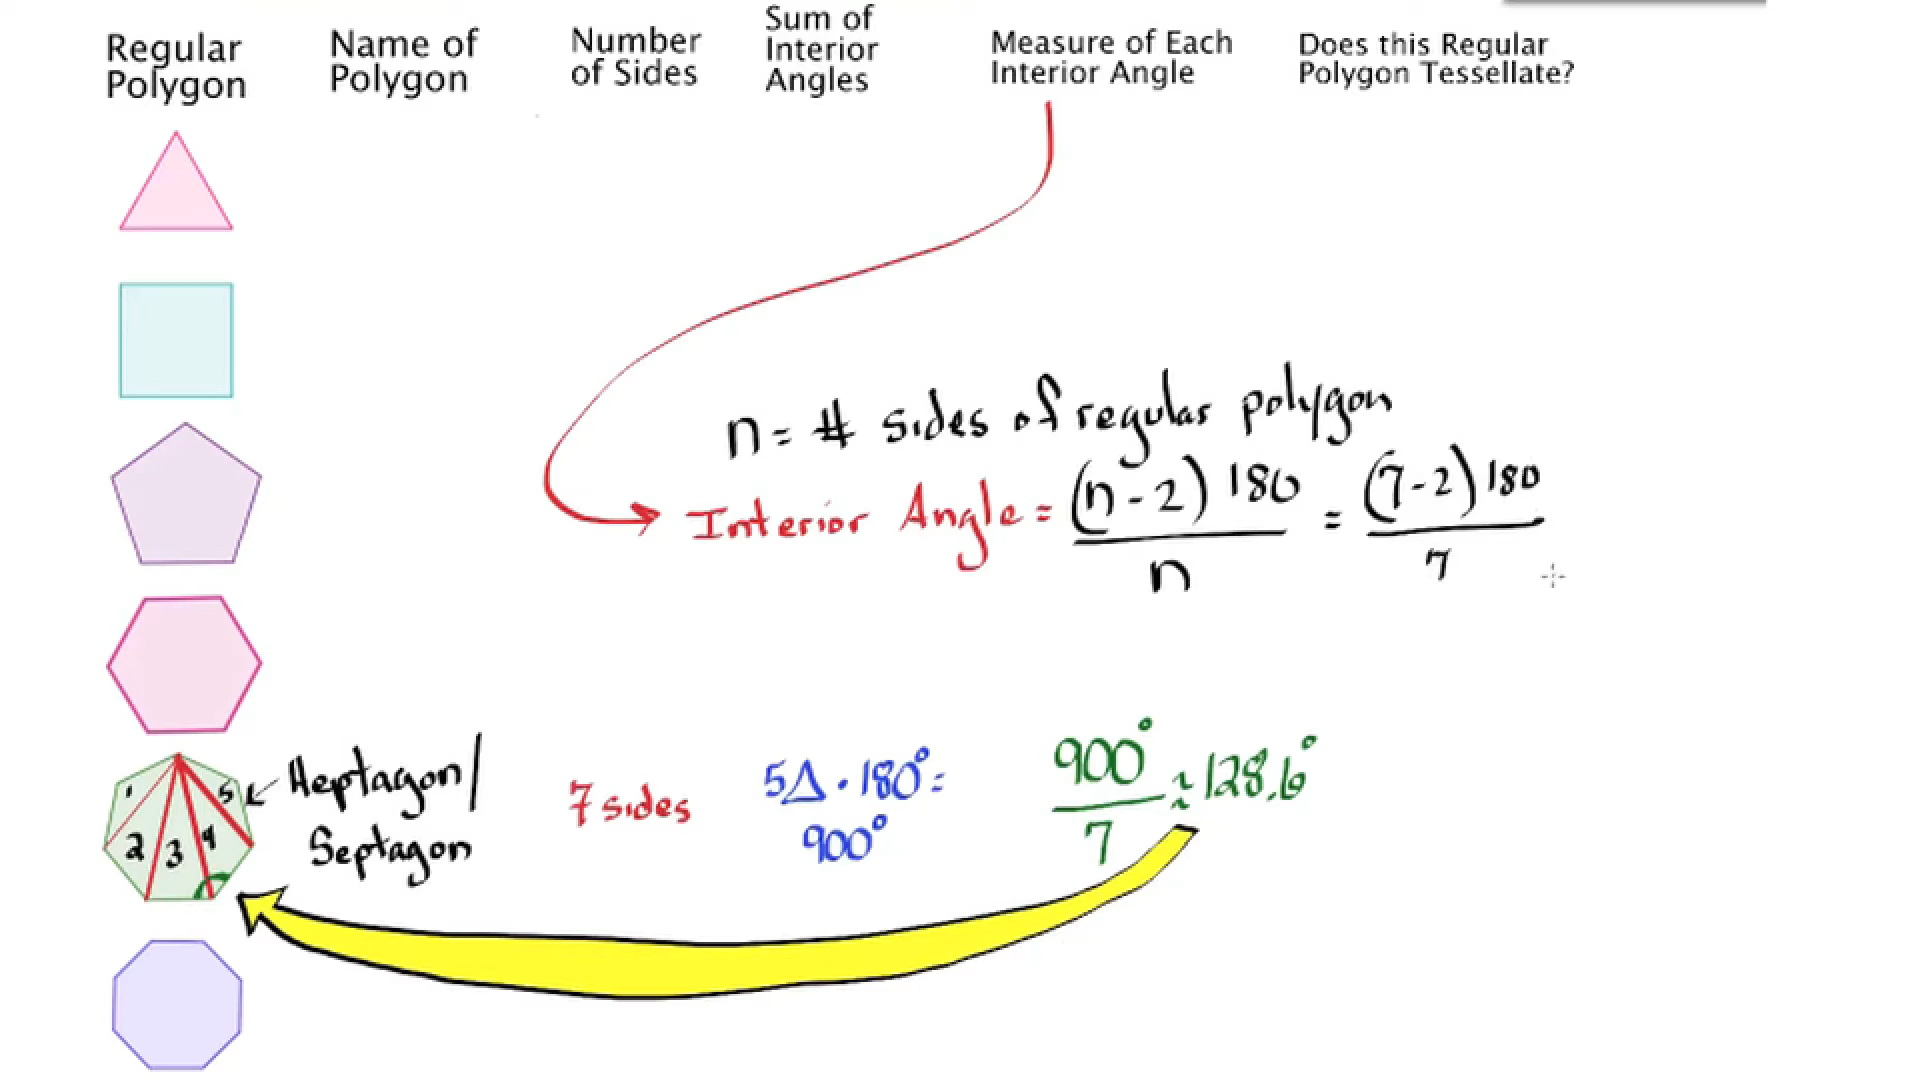 Regular
Polygon
Name of
Polygon
Number
of Sides
Sum of
Interior
Angles
Measure of Each
Interior Angle
Does this Regular
Polygon Tessellate?
n = # sides of regular polygon
Interior Angle = (n-2) 180 / n = (7-2) 180 / 7
1 2 3 4 5
Heptagon/
Septagon
7 sides
5Δ · 180° =
900°
900° / 7 ≈ 128.6°